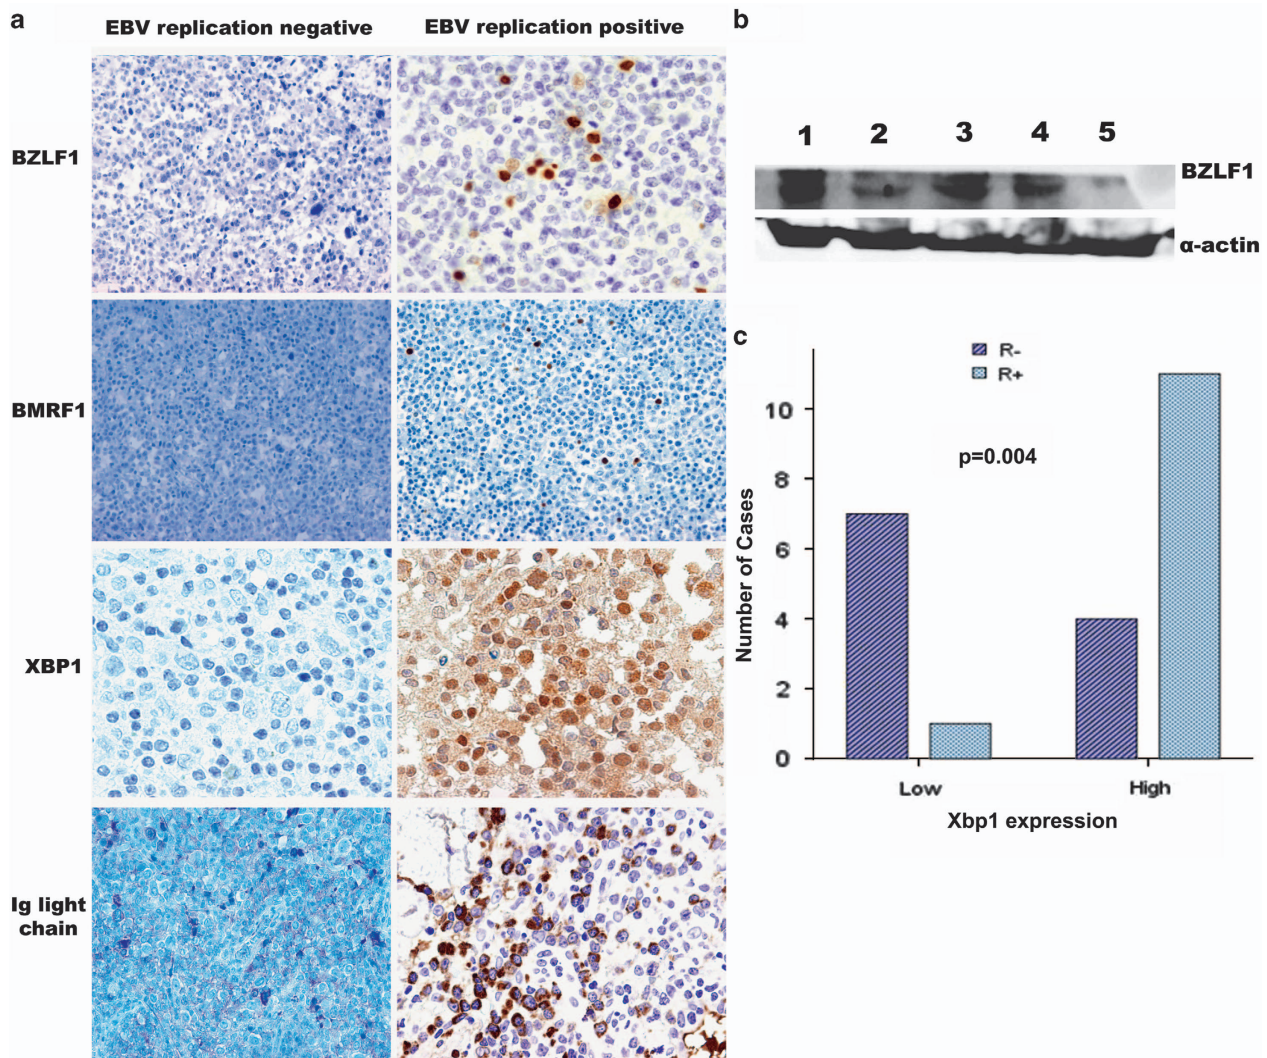 a
EBV replication negative
EBV replication positive
BZLF1
BMRF1
XBP1
Ig light
chain
b
1 2 3 4 5
BZLF1
α-actin
c
R-
R+
p=0.004
10
8
6
4
2
0
Number of Cases
Low
High
Xbp1 expression